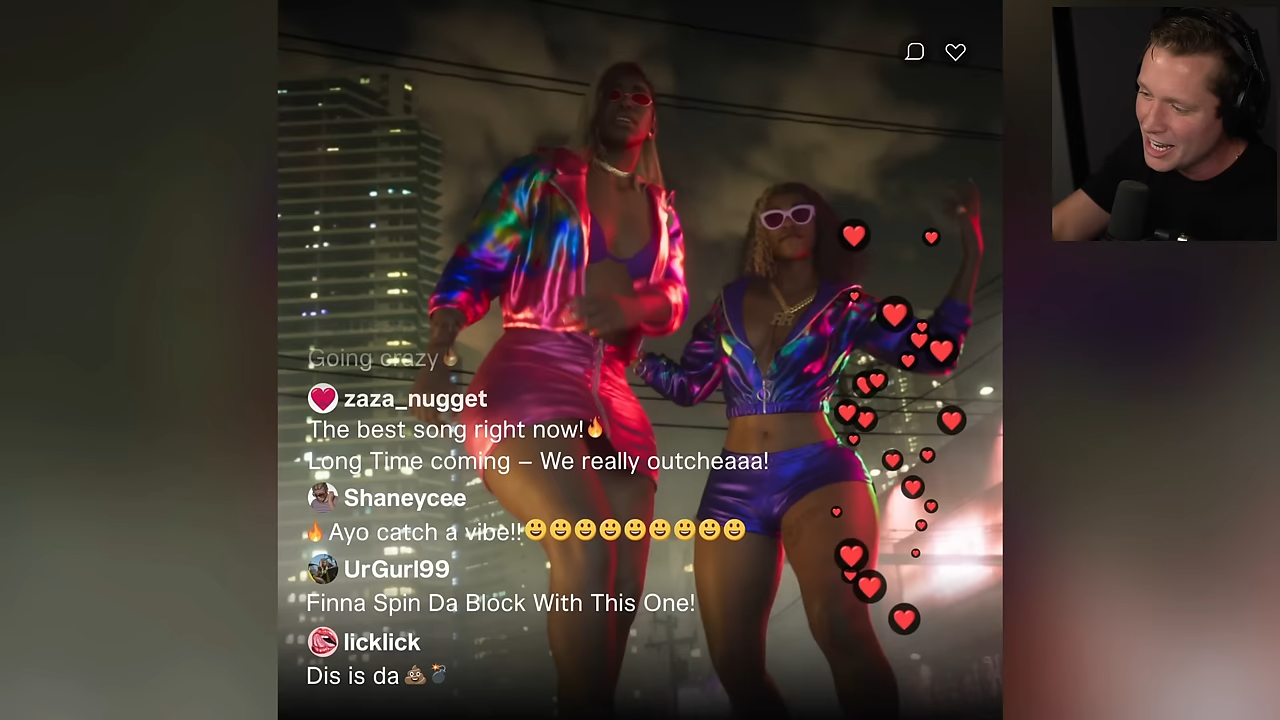 Going crazy
zaza_nugget
The best song right now!🔥
Long Time coming – We really outcheaaa!
Shaneycee
🔥Ayo catch a vibe!!😀😀😀😀😀😀😀😀😀
UrGurl99
Finna Spin Da Block With This One!
licklick
Dis is da💩💣